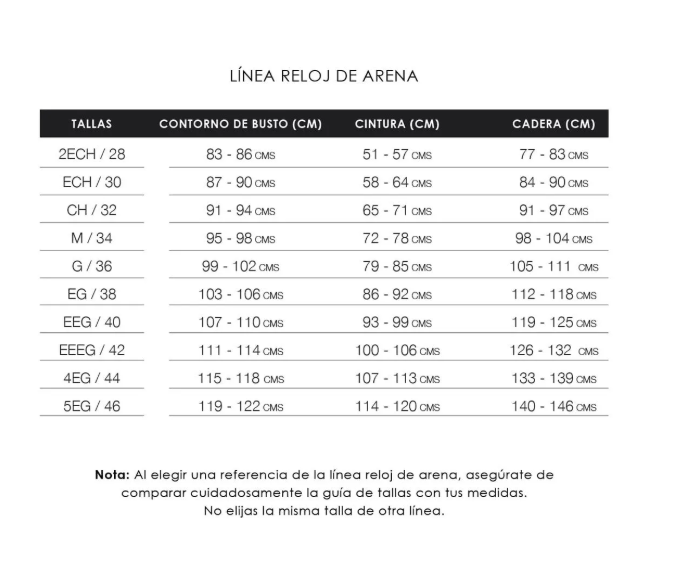 LÍNEA RELOJ DE ARENA
TALLAS CONTORNO DE BUSTO (CM) CINTURA (CM) CADERA (CM)
2ECH / 28 83 - 86 CMS 51 - 57 CMS 77 - 83 CMS
ECH / 30 87 - 90 CMS 58 - 64 CMS 84 - 90 CMS
CH / 32 91 - 94 CMS 65 - 71 CMS 91 - 97 CMS
M / 34 95 - 98 CMS 72 - 78 CMS 98 - 104 CMS
G / 36 99 - 102 CMS 79 - 85 CMS 105 - 111 CMS
EG / 38 103 - 106 CMS 86 - 92 CMS 112 - 118 CMS
EEG / 40 107 - 110 CMS 93 - 99 CMS 119 - 125 CMS
EEEG / 42 111 - 114 CMS 100 - 106 CMS 126 - 132 CMS
4EG / 44 115 - 118 CMS 107 - 113 CMS 133 - 139 CMS
5EG / 46 119 - 122 CMS 114 - 120 CMS 140 - 146 CMS
Nota: Al elegir una referencia de la línea reloj de arena, asegúrate de
comparar cuidadosamente la guía de tallas con tus medidas.
No elijas la misma talla de otra línea.